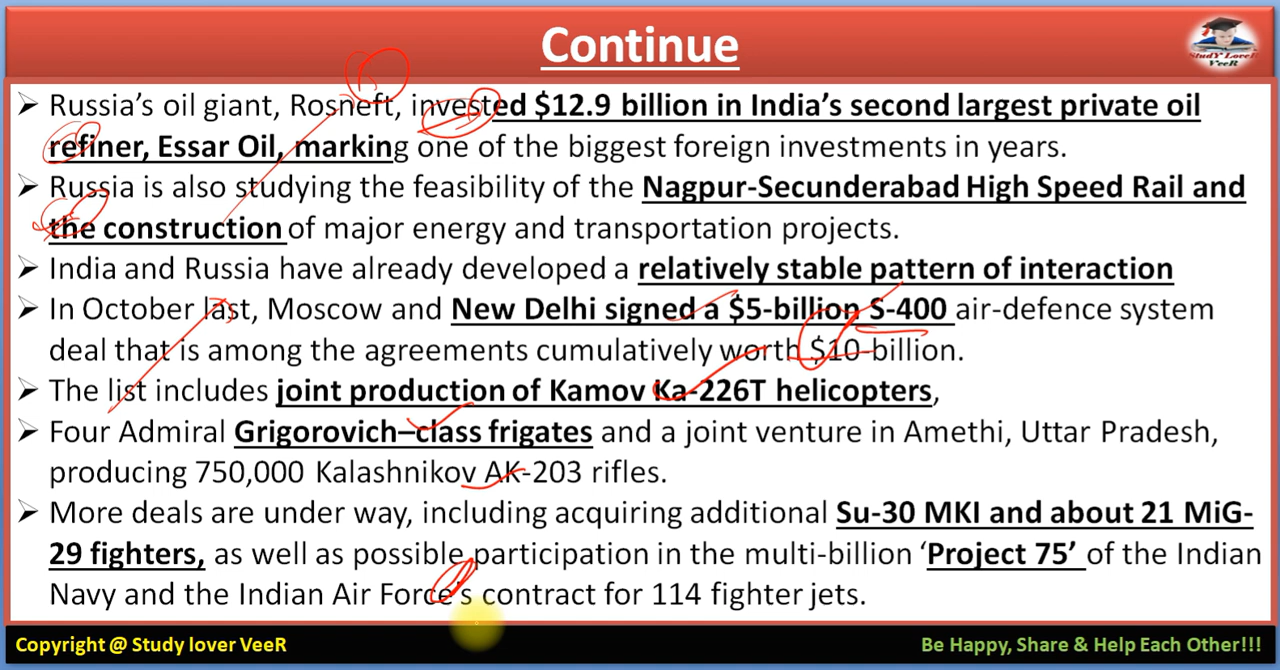 Continue
StudY LoveR
VeeR
➢ Russia's oil giant, Rosneft, invested $12.9 billion in India's second largest private oil
refiner, Essar Oil, marking one of the biggest foreign investments in years.
➢ Russia is also studying the feasibility of the Nagpur-Secunderabad High Speed Rail and
the construction of major energy and transportation projects.
➢ India and Russia have already developed a relatively stable pattern of interaction
➢ In October last, Moscow and New Delhi signed a $5-billion S-400 air-defence system
deal that is among the agreements cumulatively worth $10-billion.
➢ The list includes joint production of Kamov Ka-226T helicopters,
➢ Four Admiral Grigorovich–class frigates and a joint venture in Amethi, Uttar Pradesh,
producing 750,000 Kalashnikov AK-203 rifles.
➢ More deals are under way, including acquiring additional Su-30 MKI and about 21 MiG-
29 fighters, as well as possible participation in the multi-billion 'Project 75' of the Indian
Navy and the Indian Air Force's contract for 114 fighter jets.
Copyright @ Study lover VeeR
Be Happy, Share & Help Each Other!!!